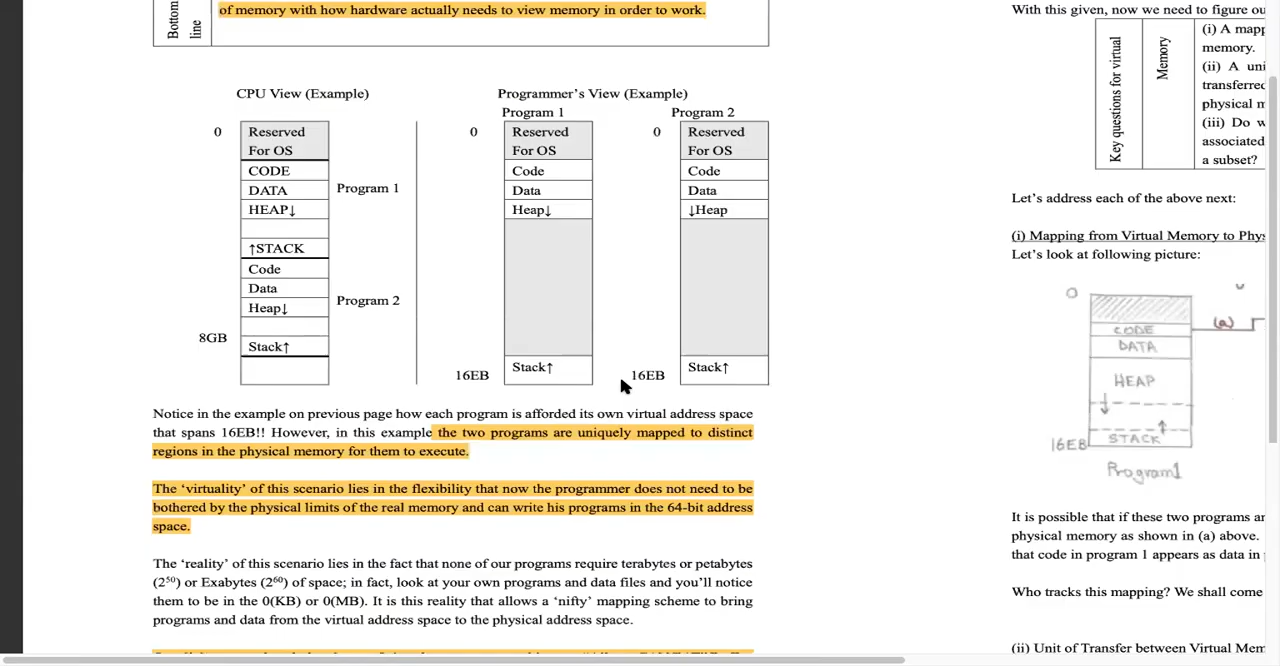 of memory with how hardware actually needs to view memory in order to work.
Bottom
line
CPU View (Example)
Programmer's View (Example)
Program 1
Program 2
0
Reserved
For OS
CODE
DATA
HEAP↓
↑STACK
Code
Data
Heap↓
Stack↑
Program 1
Program 2
8GB
0
Reserved
For OS
Code
Data
Heap↓
Stack↑
16EB
0
Reserved
For OS
Code
Data
↓Heap
Stack↑
16EB
Notice in the example on previous page how each program is afforded its own virtual address space
that spans 16EB!! However, in this example the two programs are uniquely mapped to distinct
regions in the physical memory for them to execute.
The 'virtuality' of this scenario lies in the flexibility that now the programmer does not need to be
bothered by the physical limits of the real memory and can write his programs in the 64-bit address
space.
The 'reality' of this scenario lies in the fact that none of our programs require terabytes or petabytes
(2⁵⁰) or Exabytes (2⁶⁰) of space; in fact, look at your own programs and data files and you'll notice
them to be in the 0(KB) or 0(MB). It is this reality that allows a 'nifty' mapping scheme to bring
programs and data from the virtual address space to the physical address space.
With this given, now we need to figure ou
Key questions for virtual
Memory
(i) A mapp
memory.
(ii) A uni
transferred
physical m
(iii) Do w
associated
a subset?
Let's address each of the above next:
(i) Mapping from Virtual Memory to Phys
Let's look at following picture:
0
CODE
(a)
DATA
HEAP
STACK
16EB
Program1
It is possible that if these two programs ar
physical memory as shown in (a) above.
that code in program 1 appears as data in
Who tracks this mapping? We shall come
(ii) Unit of Transfer between Virtual Mem